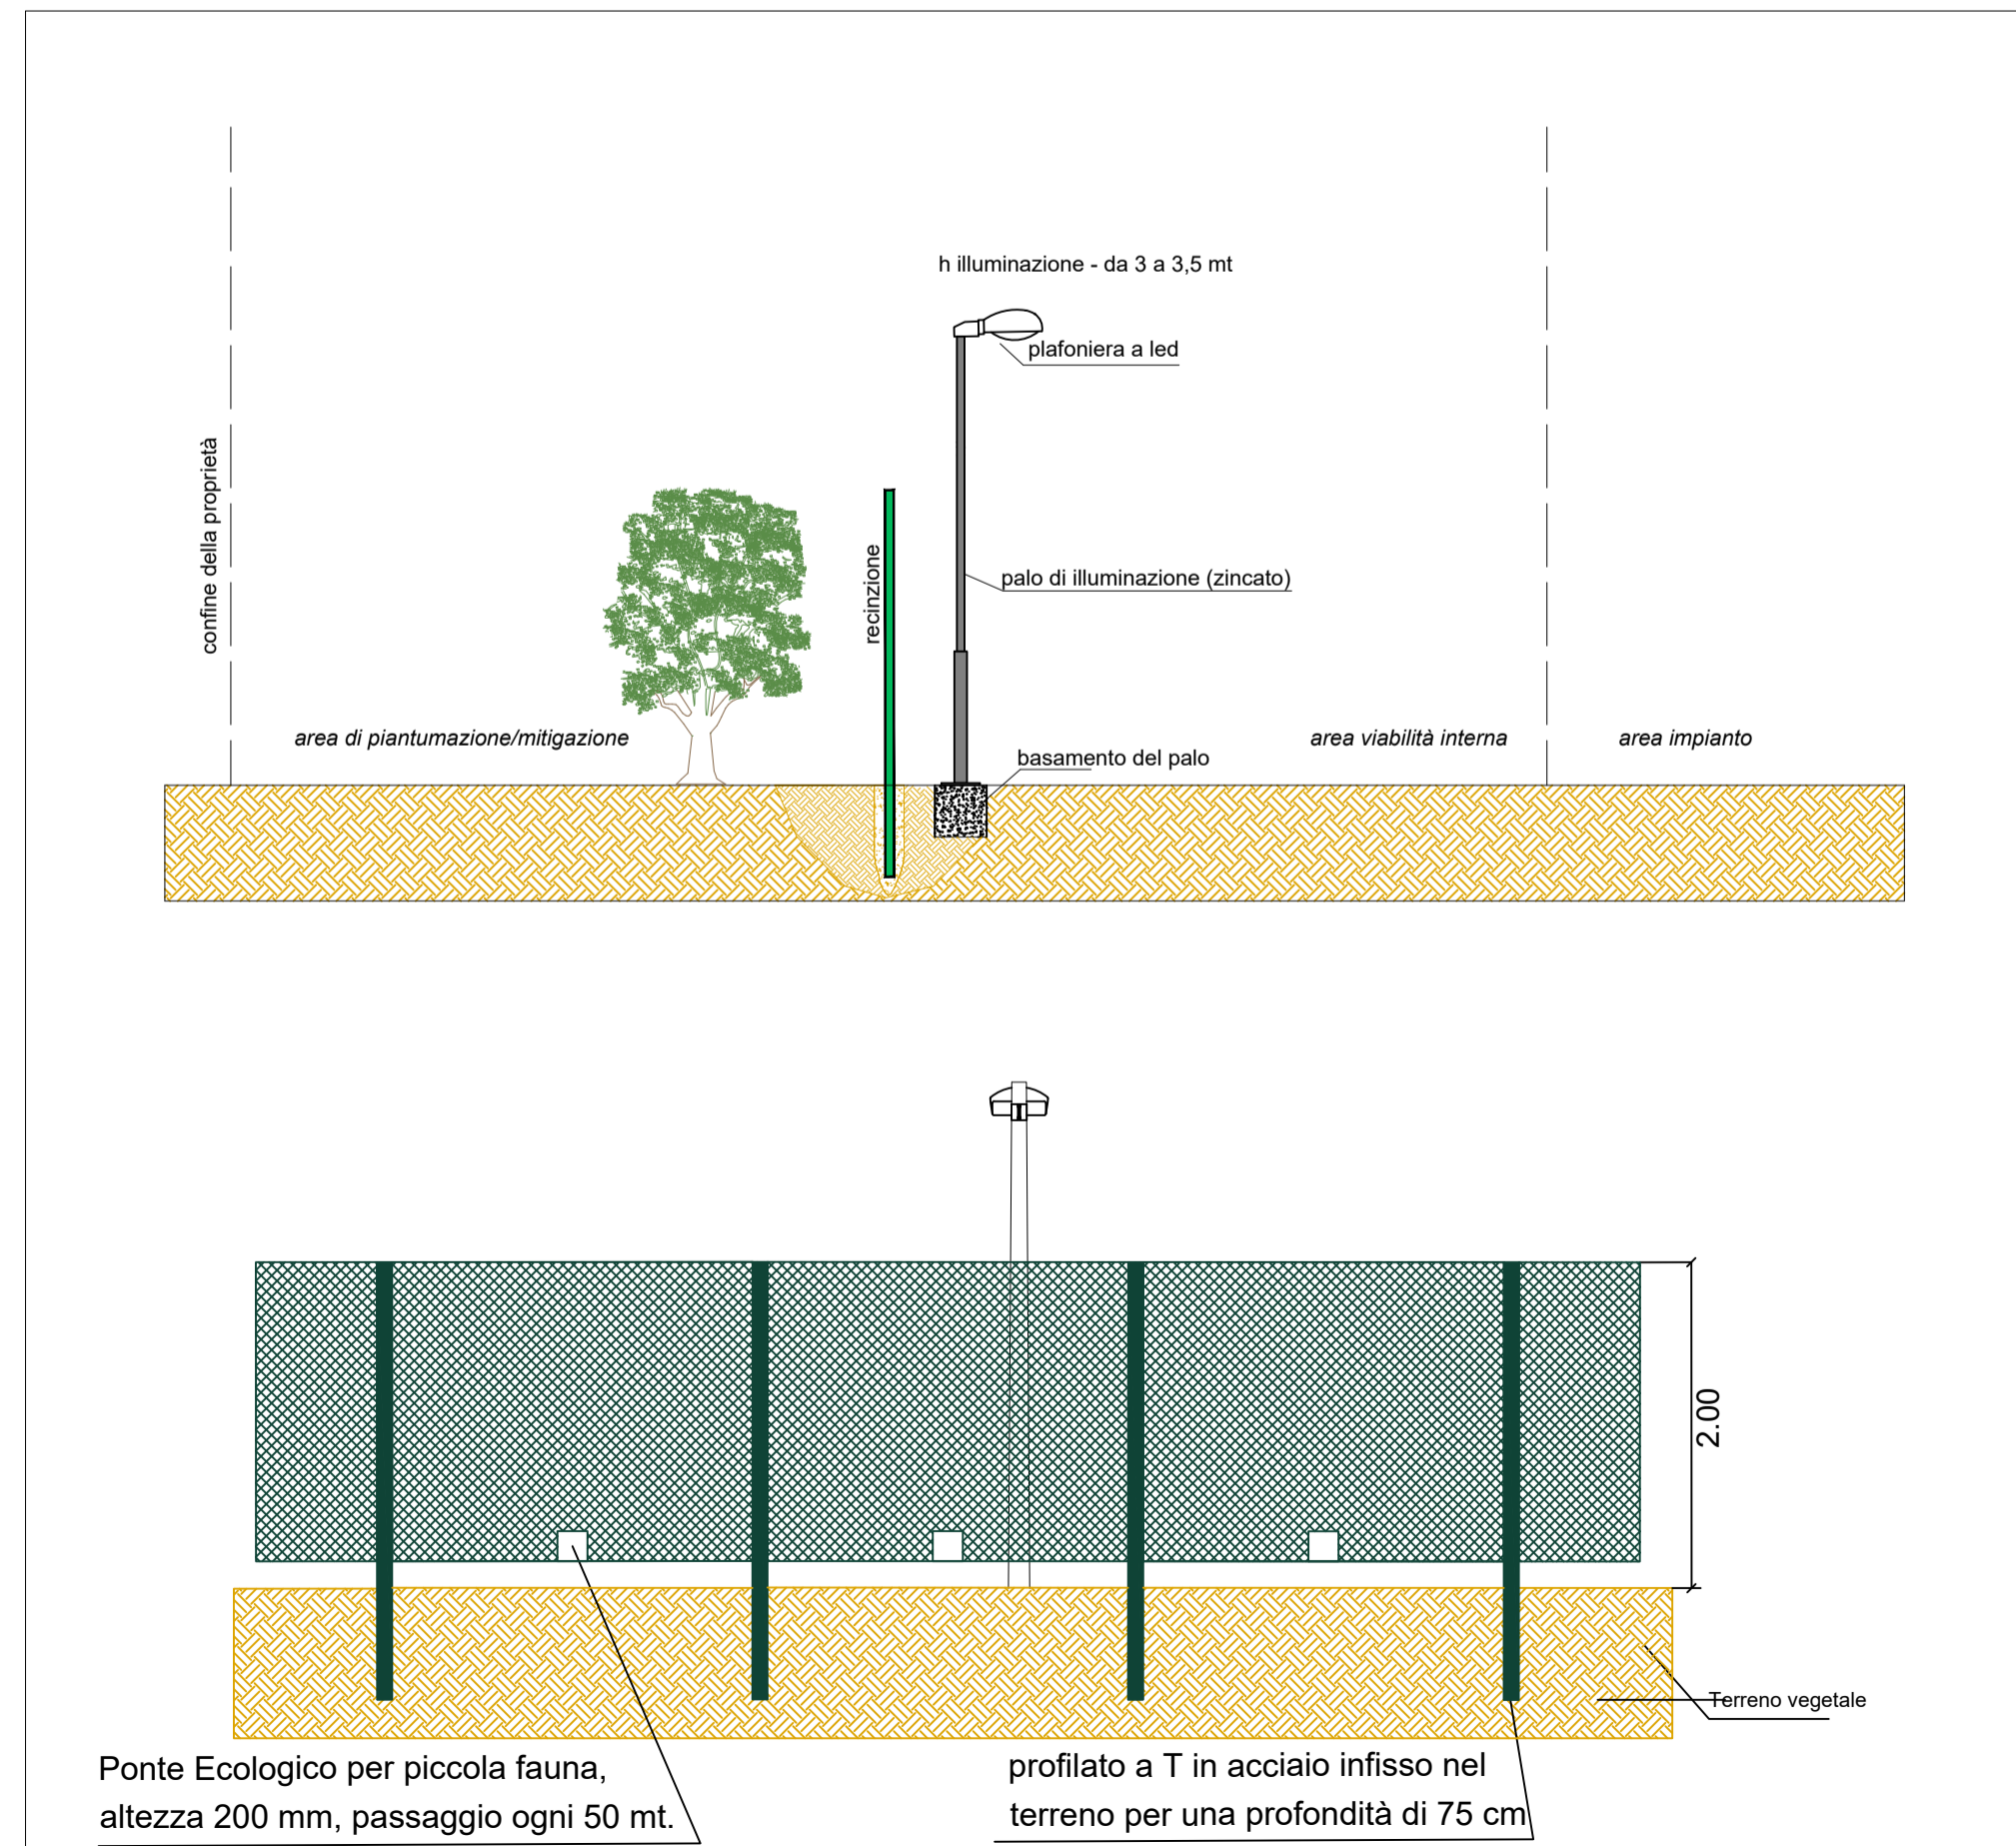 h illuminazione - da 3 a 3,5 mt
plafoniera a led
confine della proprietà
recinzione
palo di illuminazione (zincato)
area di piantumazione/mitigazione
basamento del palo
area viabilità interna
area impianto
2.00
Terreno vegetale
Ponte Ecologico per piccola fauna,
altezza 200 mm, passaggio ogni 50 mt.
profilato a T in acciaio infisso nel
terreno per una profondità di 75 cm